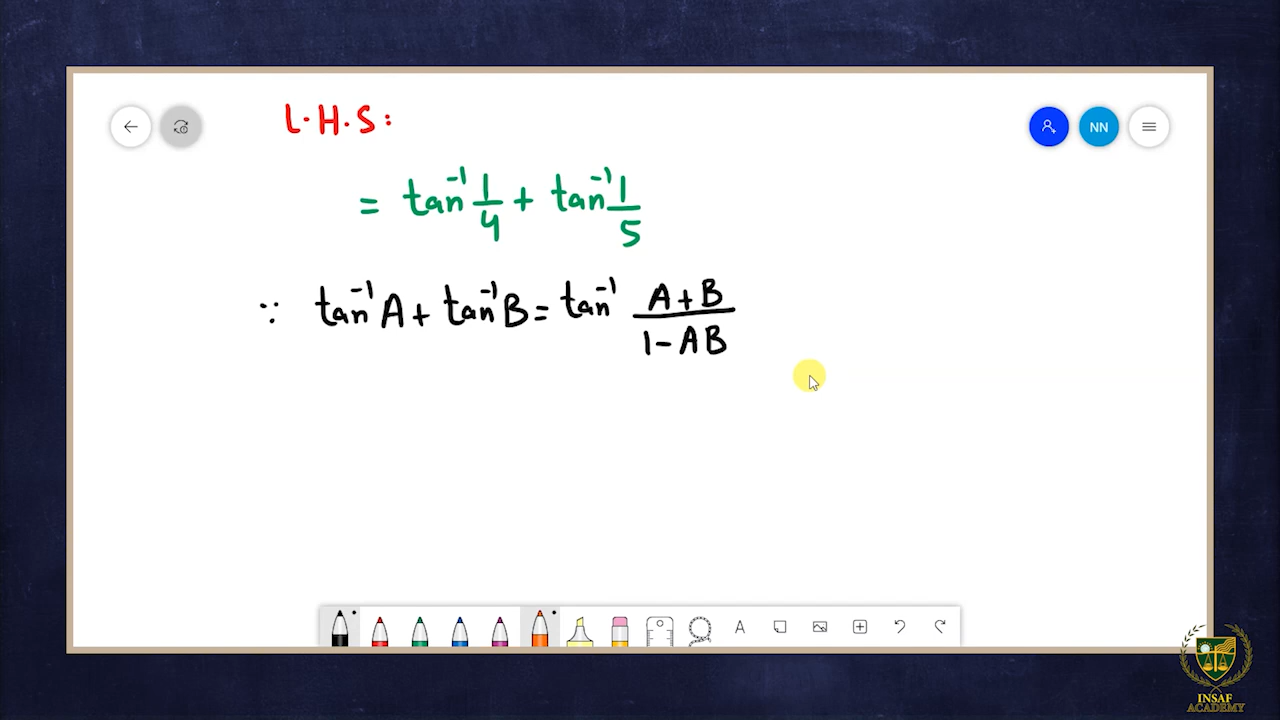 L.H.S:
NN
= tan⁻¹ 1/4 + tan⁻¹ 1/5
∵ tan⁻¹A + tan⁻¹B = tan⁻¹ (A+B)/(1-AB)
A
INSAF
ACADEMY